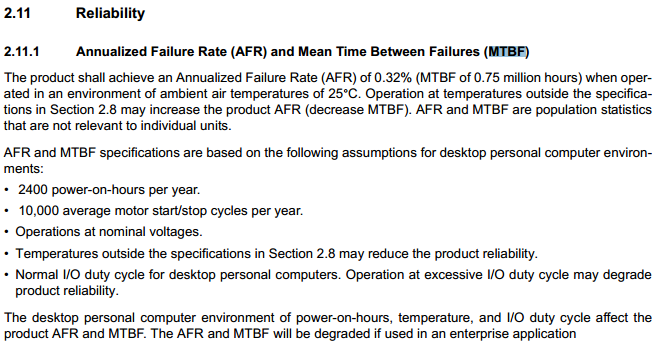 2.11 Reliability
2.11.1 Annualized Failure Rate (AFR) and Mean Time Between Failures (MTBF)
The product shall achieve an Annualized Failure Rate (AFR) of 0.32% (MTBF of 0.75 million hours) when oper-
ated in an environment of ambient air temperatures of 25°C. Operation at temperatures outside the specifica-
tions in Section 2.8 may increase the product AFR (decrease MTBF). AFR and MTBF are population statistics
that are not relevant to individual units.
AFR and MTBF specifications are based on the following assumptions for desktop personal computer environ-
ments:
• 2400 power-on-hours per year.
• 10,000 average motor start/stop cycles per year.
• Operations at nominal voltages.
• Temperatures outside the specifications in Section 2.8 may reduce the product reliability.
• Normal I/O duty cycle for desktop personal computers. Operation at excessive I/O duty cycle may degrade
product reliability.
The desktop personal computer environment of power-on-hours, temperature, and I/O duty cycle affect the
product AFR and MTBF. The AFR and MTBF will be degraded if used in an enterprise application